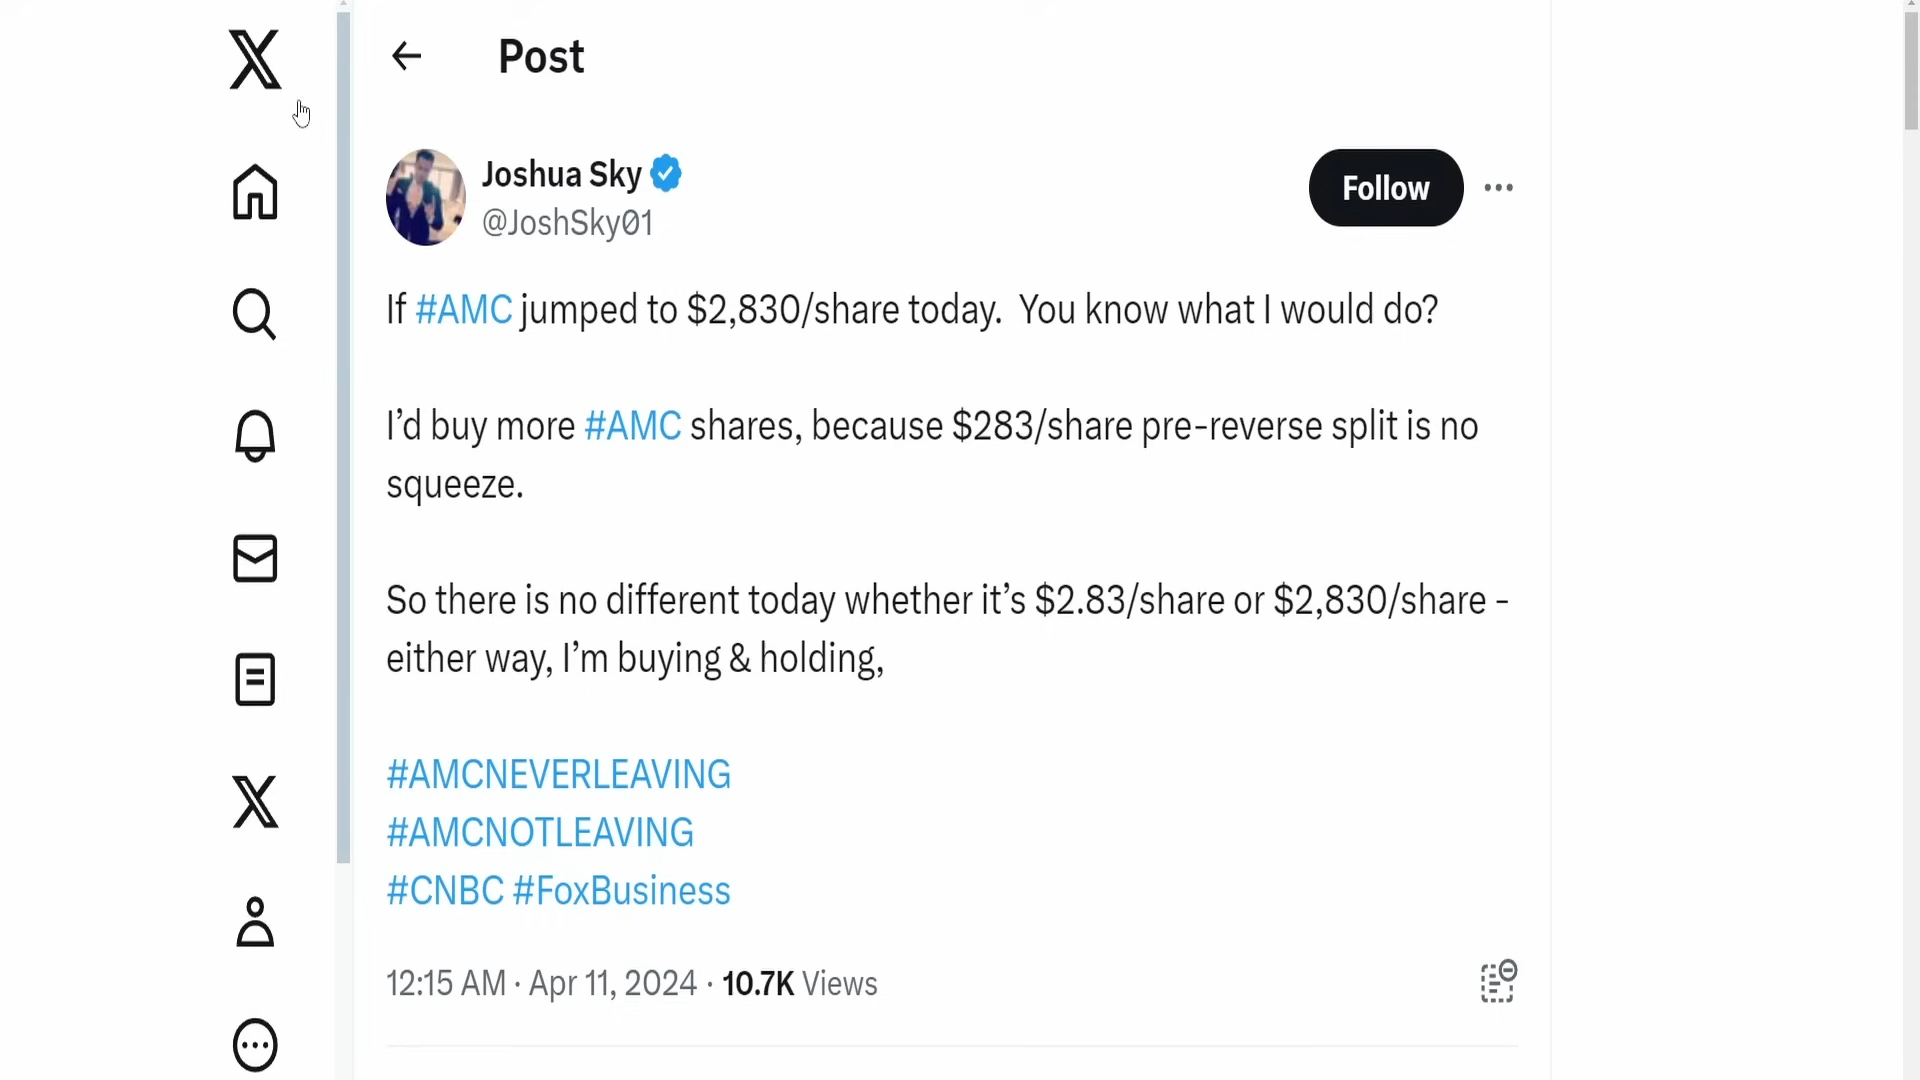 Post
Joshua Sky
@JoshSky01
Follow
If #AMC jumped to $2,830/share today.  You know what I would do?
I’d buy more #AMC shares, because $283/share pre-reverse split is no
squeeze.
So there is no different today whether it’s $2.83/share or $2,830/share -
either way, I’m buying & holding,
#AMCNEVERLEAVING
#AMCNOTLEAVING
#CNBC #FoxBusiness
12:15 AM · Apr 11, 2024 · 10.7K Views